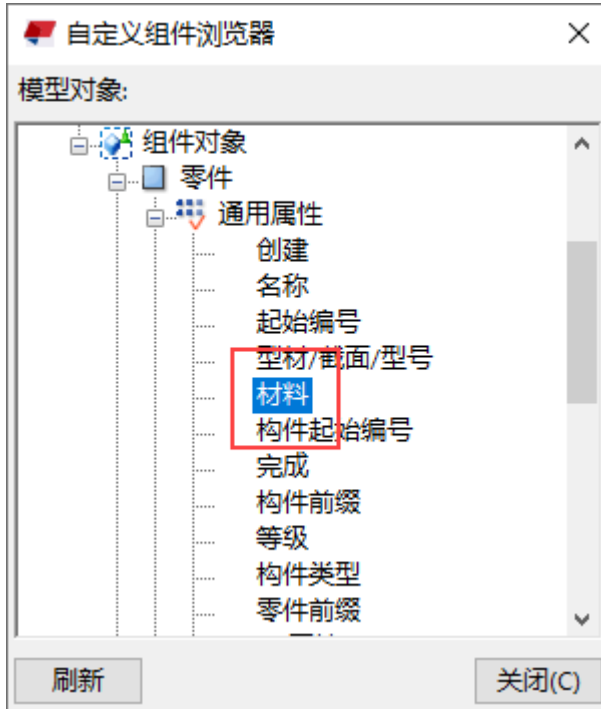 自定义组件浏览器
模型对象:
组件对象
零件
通用属性
创建
名称
起始编号
型材/截面/型号
材料
构件起始编号
完成
构件前缀
等级
构件类型
零件前缀
刷新
关闭(C)